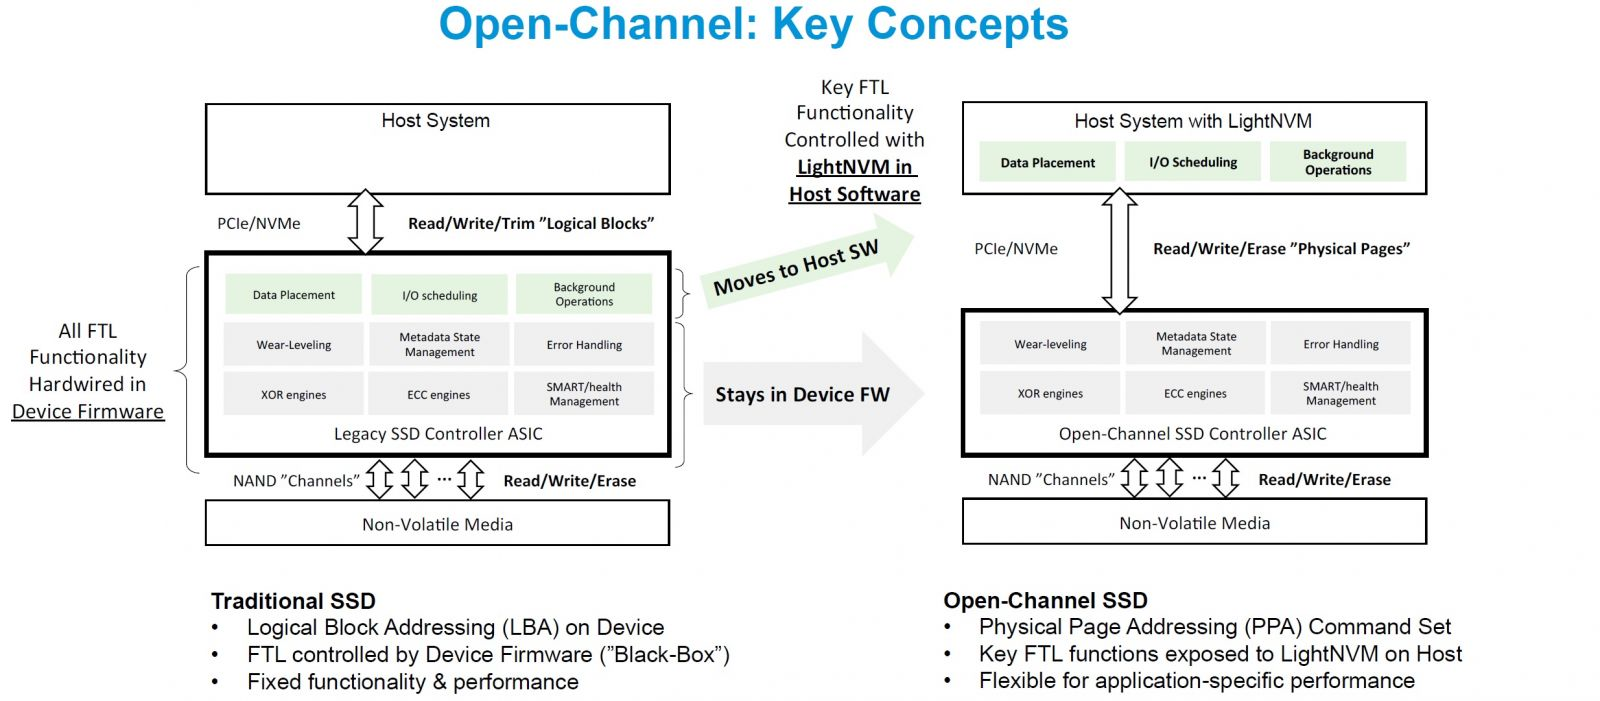 Open-Channel: Key Concepts
Host System
PCIe/NVMe
Read/Write/Trim ”Logical Blocks”
All FTL
Functionality
Hardwired in
Device Firmware
Data Placement
I/O scheduling
Background
Operations
Wear-Leveling
Metadata State
Management
Error Handling
XOR engines
ECC engines
SMART/health
Management
Legacy SSD Controller ASIC
NAND ”Channels”
...
Read/Write/Erase
Non-Volatile Media
Key FTL
Functionality
Controlled with
LightNVM in
Host Software
Moves to Host SW
Stays in Device FW
Host System with LightNVM
Data Placement
I/O Scheduling
Background
Operations
PCIe/NVMe
Read/Write/Erase ”Physical Pages”
Wear-leveling
Metadata State
Management
Error Handling
XOR engines
ECC engines
SMART/health
Management
Open-Channel SSD Controller ASIC
NAND ”Channels”
...
Read/Write/Erase
Non-Volatile Media
Traditional SSD
• Logical Block Addressing (LBA) on Device
• FTL controlled by Device Firmware (”Black-Box”)
• Fixed functionality & performance
Open-Channel SSD
• Physical Page Addressing (PPA) Command Set
• Key FTL functions exposed to LightNVM on Host
• Flexible for application-specific performance